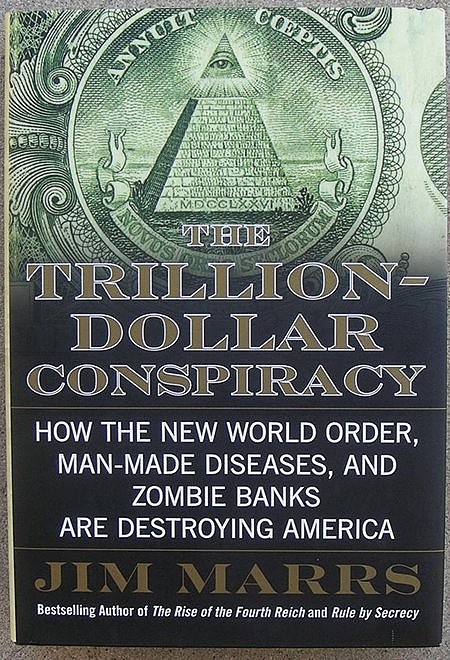 ANNUIT CŒPTIS
MDCCLXXVI
NOVUS ORDO SECLORUM
THE
TRILLION-
DOLLAR
CONSPIRACY
HOW THE NEW WORLD ORDER,
MAN-MADE DISEASES, AND
ZOMBIE BANKS
ARE DESTROYING AMERICA
JIM MARRS
Bestselling Author of The Rise of the Fourth Reich and Rule by Secrecy